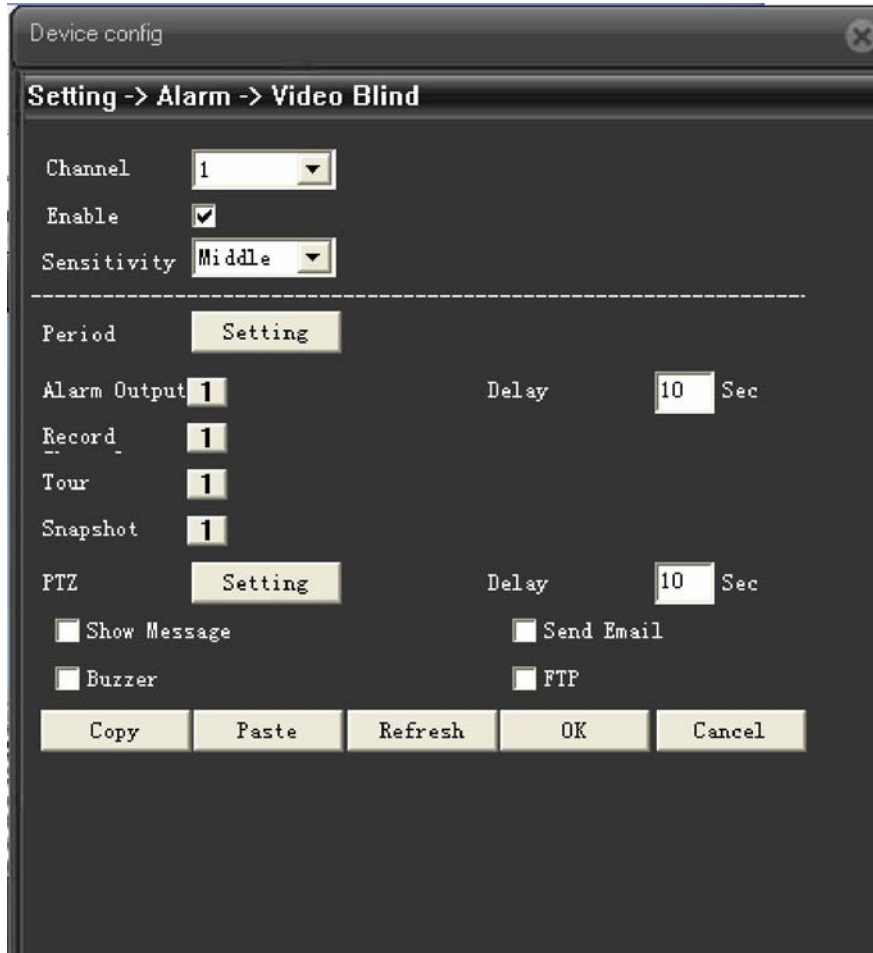 Device config
Setting -> Alarm -> Video Blind
Channel 1
Enable
Sensitivity Middle
Period Setting
Alarm Output 1 Delay 10 Sec
Record 1
Tour 1
Snapshot 1
PTZ Setting Delay 10 Sec
Show Message Send Email
Buzzer FTP
Copy Paste Refresh OK Cancel